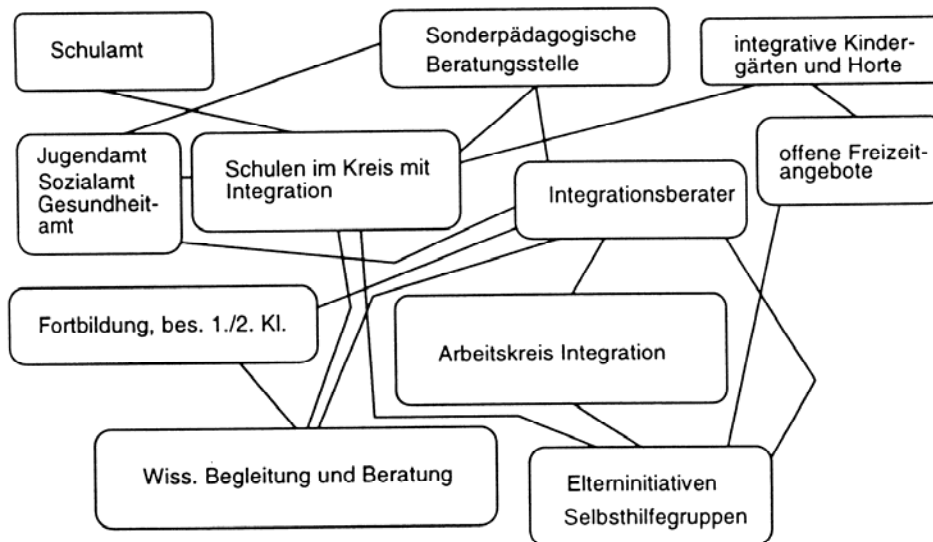 Schulamt
Sonderpädagogische
Beratungsstelle
integrative Kinder-
gärten und Horte
Jugendamt
Sozialamt
Gesundheit-
amt
Schulen im Kreis mit
Integration
Integrationsberater
offene Freizeit-
angebote
Fortbildung, bes. 1./2. Kl.
Arbeitskreis Integration
Wiss. Begleitung und Beratung
Elterninitiativen
Selbsthilfegruppen